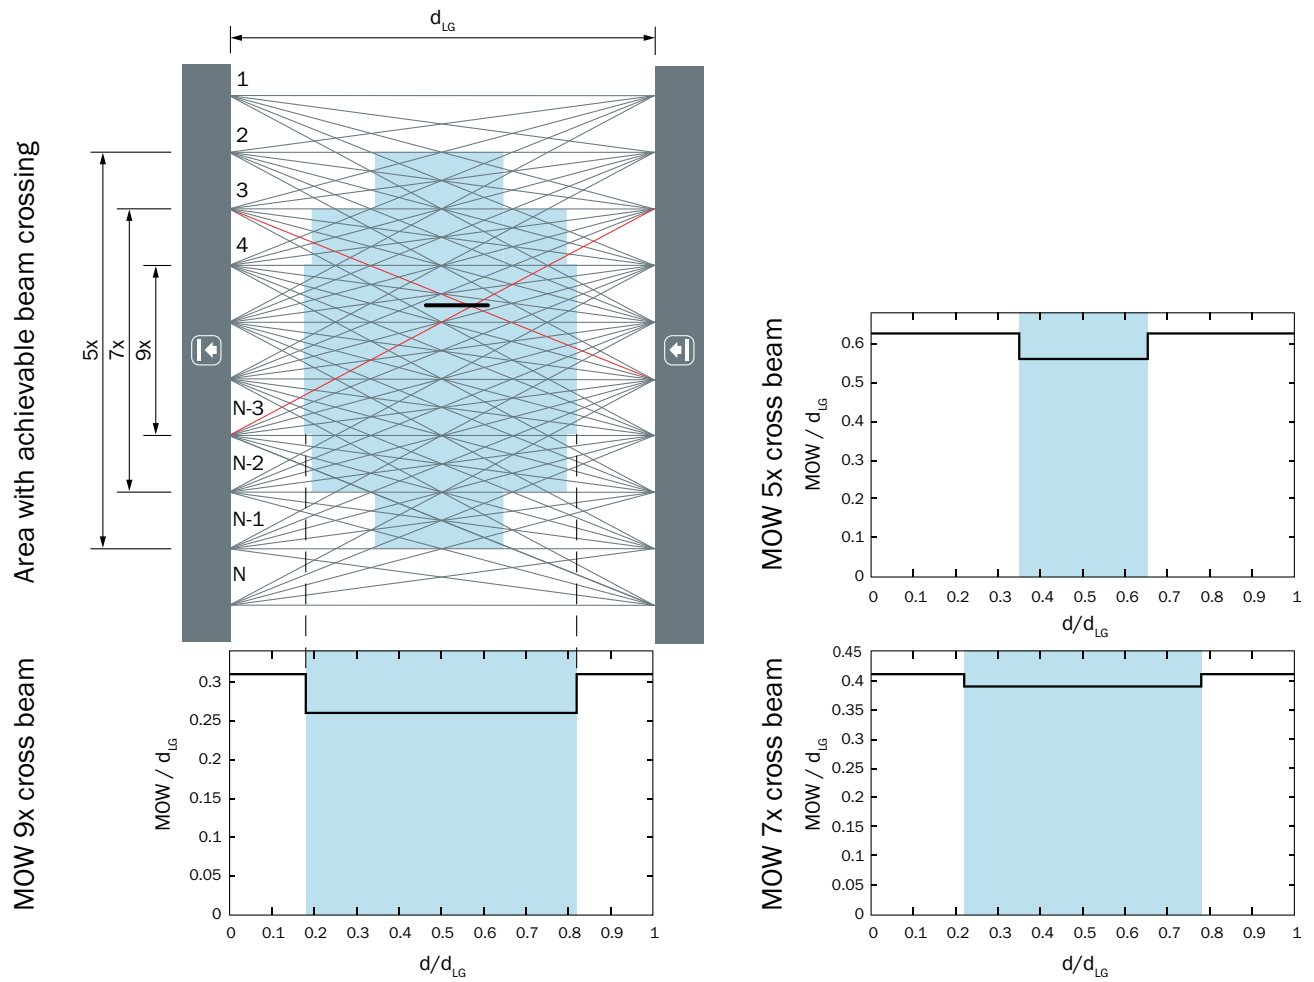 d_LG
Area with achievable beam crossing
5x
7x
9x
1
2
3
4
N-3
N-2
N-1
N
MOW 5x cross beam
MOW / d_LG
0.6
0.5
0.4
0.3
0.2
0.1
0
0 0.1 0.2 0.3 0.4 0.5 0.6 0.7 0.8 0.9 1
d/d_LG
MOW 9x cross beam
MOW / d_LG
0.3
0.25
0.2
0.15
0.1
0.05
0
0 0.1 0.2 0.3 0.4 0.5 0.6 0.7 0.8 0.9 1
d/d_LG
MOW 7x cross beam
MOW / d_LG
0.45
0.4
0.35
0.3
0.25
0.2
0.15
0.1
0.05
0
0 0.1 0.2 0.3 0.4 0.5 0.6 0.7 0.8 0.9 1
d/d_LG